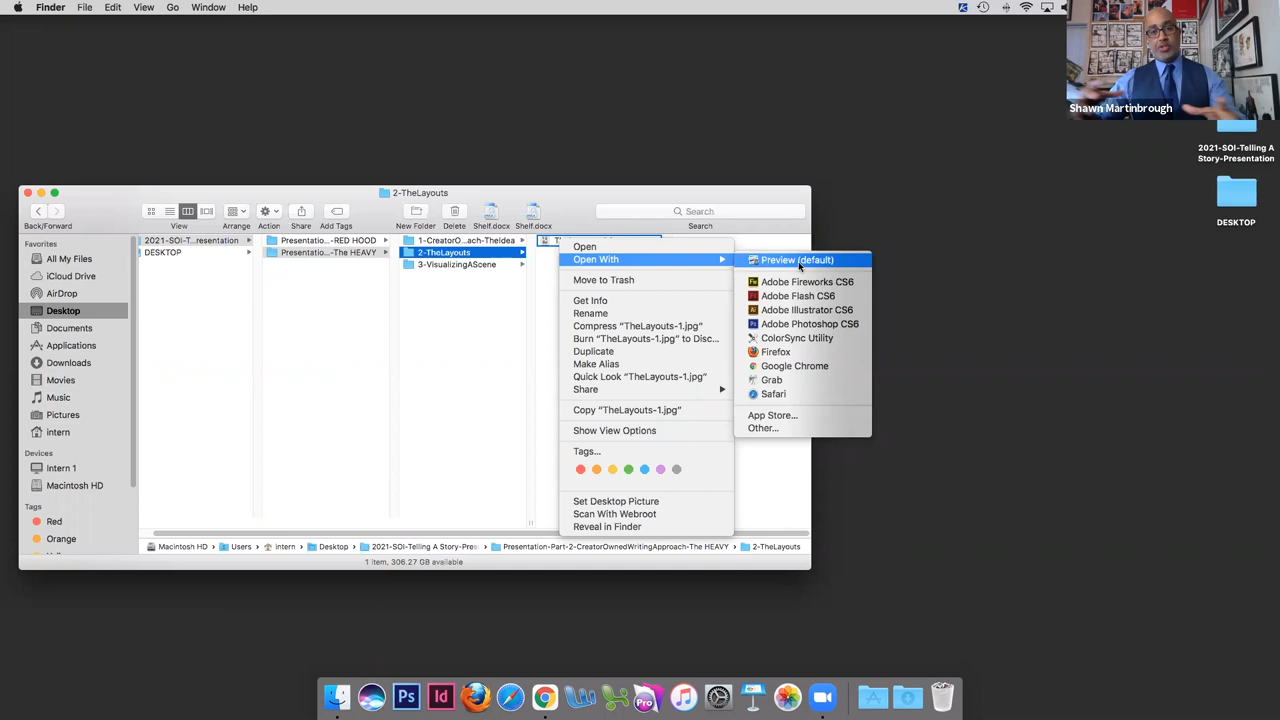 Finder File Edit View Go Window Help
Shawn Martinbrough
2021-SOI-Telling A
Story-Presentation
DESKTOP
2-TheLayouts
Search
Back/Forward View Arrange Action Share Add Tags New Folder Delete Shelf.docx Shelf.docx Search
Favorites
All My Files
iCloud Drive
AirDrop
Desktop
Documents
Applications
Downloads
Movies
Music
Pictures
intern
Devices
Intern 1
Macintosh HD
Tags
Red
Orange
2021-SOI-T...resentation
DESKTOP
Presentatio...-RED HOOD
Presentatio...-The HEAVY
1-CreatorO...ach-TheIdea
2-TheLayouts
3-VisualizingAScene
Open
Open With
Move to Trash
Get Info
Rename
Compress “TheLayouts-1.jpg”
Burn “TheLayouts-1.jpg” to Disc...
Duplicate
Make Alias
Quick Look “TheLayouts-1.jpg”
Share
Copy “TheLayouts-1.jpg”
Show View Options
Tags...
Set Desktop Picture
Scan With Webroot
Reveal in Finder
Preview (default)
Adobe Fireworks CS6
Adobe Flash CS6
Adobe Illustrator CS6
Adobe Photoshop CS6
ColorSync Utility
Firefox
Google Chrome
Grab
Safari
App Store...
Other...
Macintosh HD Users intern Desktop 2021-SOI-Telling A Story-Pres Presentation-Part-2-CreatorOwnedWritingApproach-The HEAVY 2-TheLayouts
1 item, 306.27 GB available
Ps Id Pro